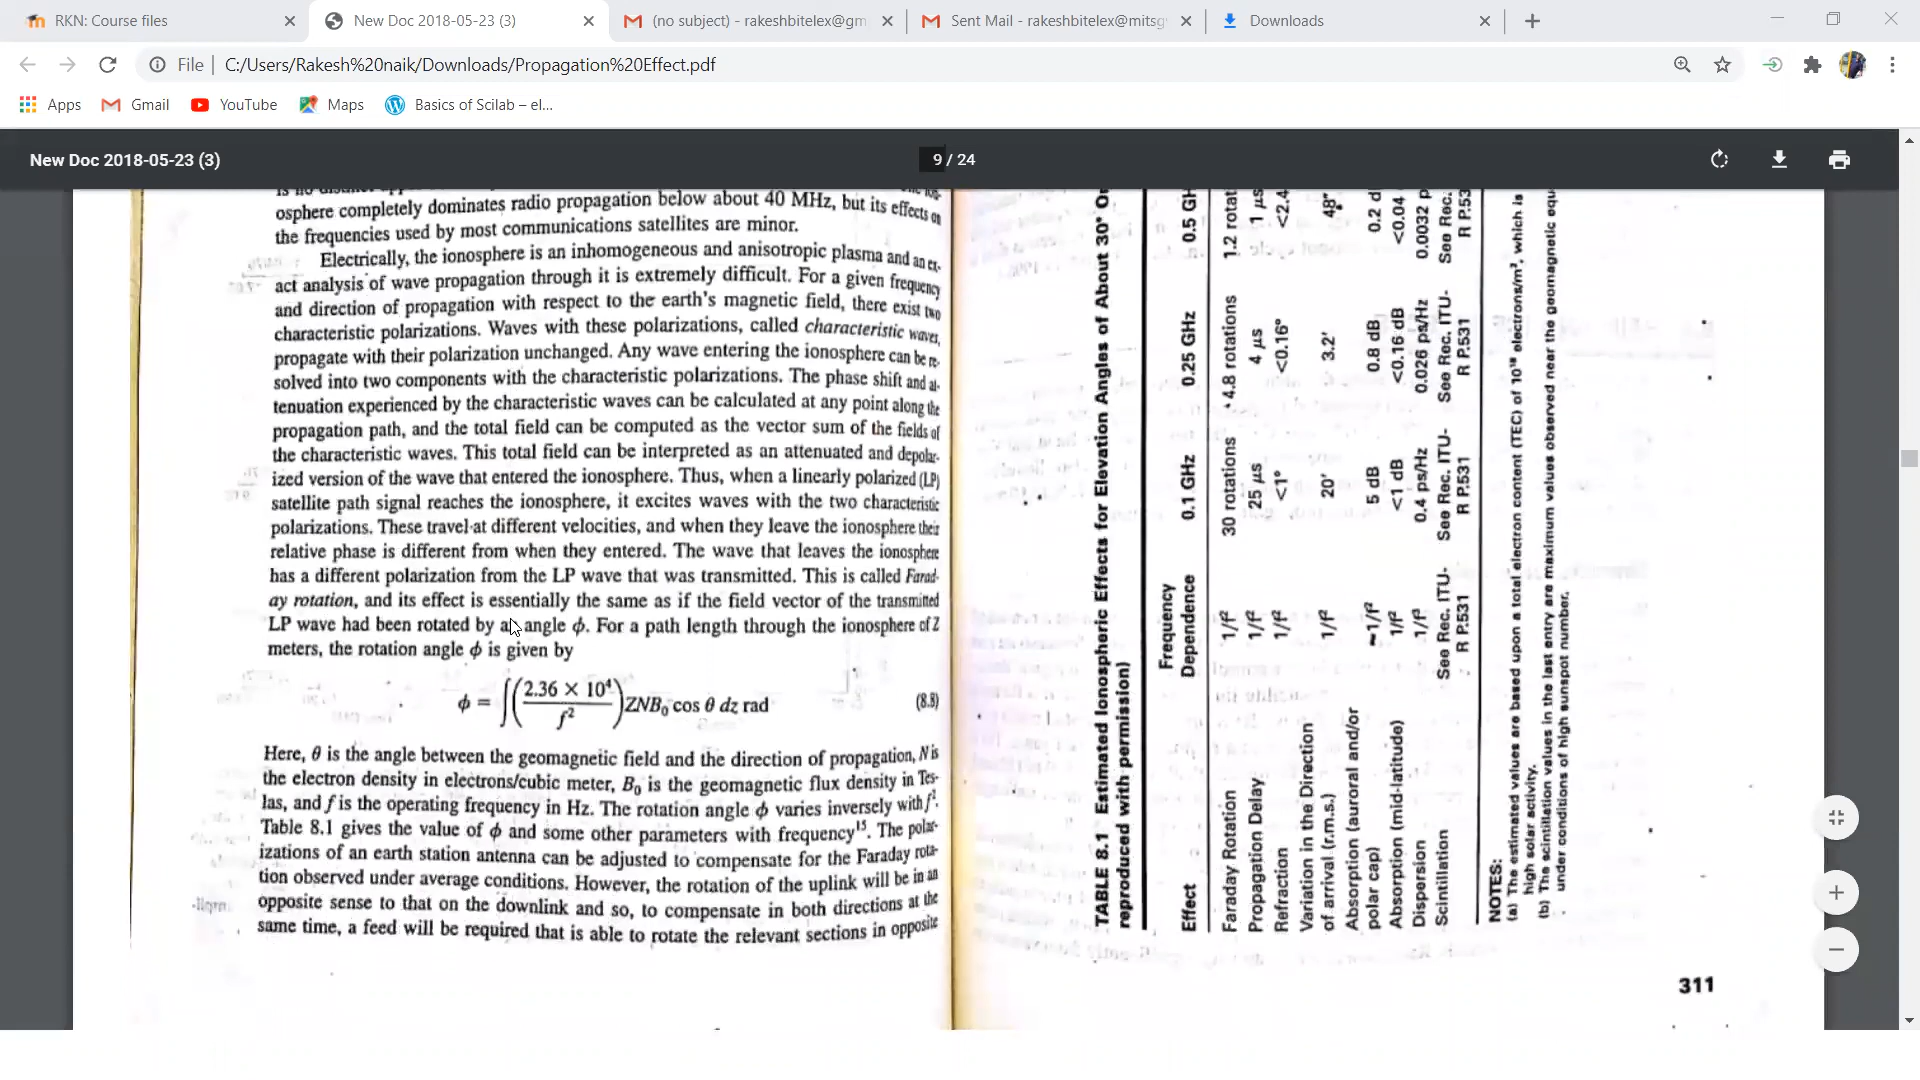 RKN: Course files
New Doc 2018-05-23 (3)
(no subject) - rakeshbitelex@gm
Sent Mail - rakeshbitelex@mitsg
Downloads
File | C:/Users/Rakesh%20naik/Downloads/Propagation%20Effect.pdf
Apps
Gmail
YouTube
Maps
Basics of Scilab – el...
New Doc 2018-05-23 (3)
9 / 24
osphere completely dominates radio propagation below about 40 MHz, but its effects on
the frequencies used by most communications satellites are minor.
Electrically, the ionosphere is an inhomogeneous and anisotropic plasma and an ex-
act analysis of wave propagation through it is extremely difficult. For a given frequency
and direction of propagation with respect to the earth's magnetic field, there exist two
characteristic polarizations. Waves with these polarizations, called characteristic waves,
propagate with their polarization unchanged. Any wave entering the ionosphere can be re-
solved into two components with the characteristic polarizations. The phase shift and at-
tenuation experienced by the characteristic waves can be calculated at any point along the
propagation path, and the total field can be computed as the vector sum of the fields of
the characteristic waves. This total field can be interpreted as an attenuated and depolar-
ized version of the wave that entered the ionosphere. Thus, when a linearly polarized (LP)
satellite path signal reaches the ionosphere, it excites waves with the two characteristic
polarizations. These travel at different velocities, and when they leave the ionosphere their
relative phase is different from when they entered. The wave that leaves the ionosphere
has a different polarization from the LP wave that was transmitted. This is called Farad-
ay rotation, and its effect is essentially the same as if the field vector of the transmitted
LP wave had been rotated by an angle ϕ. For a path length through the ionosphere of Z
meters, the rotation angle ϕ is given by
ϕ = ∫(2.36 × 10⁴/f²)ZNB₀ cos θ dz rad (8.8)
Here, θ is the angle between the geomagnetic field and the direction of propagation, N is
the electron density in electrons/cubic meter, B₀ is the geomagnetic flux density in Tes-
las, and f is the operating frequency in Hz. The rotation angle ϕ varies inversely with f².
Table 8.1 gives the value of ϕ and some other parameters with frequency¹⁵. The polar-
izations of an earth station antenna can be adjusted to compensate for the Faraday rota-
tion observed under average conditions. However, the rotation of the uplink will be in an
opposite sense to that on the downlink and so, to compensate in both directions at the
same time, a feed will be required that is able to rotate the relevant sections in opposite
TABLE 8.1 Estimated Ionospheric Effects for Elevation Angles of About 30° On
reproduced with permission)
Effect Frequency Dependence 0.1 GHz 0.25 GHz 0.5 GH
Faraday Rotation 1/f² 30 rotations 4.8 rotations 1.2 rotat
Propagation Delay 1/f² 25 μs 4 μs 1 μs
Refraction 1/f² <1° <0.16° <2.4
Variation in the Direction
of arrival (r.m.s.) 1/f² 20' 3.2' 48"
Absorption (auroral and/or
polar cap) ~1/f² 5 dB 0.8 dB 0.2 d
Absorption (mid-latitude) 1/f² <1 dB <0.16 dB <0.04
Dispersion 1/f³ 0.4 ps/Hz 0.026 ps/Hz 0.0032 p
Scintillation See Rec. ITU- See Rec. ITU- See Rec. ITU- See Rec.
R P.531 R P.531 R P.531 R P.53
NOTES:
(a) The estimated values are based upon a total electron content (TEC) of 10¹⁸ electrons/m², which is
high solar activity.
(b) The scintillation values in the last entry are maximum values observed near the geomagnetic equ
under conditions of high sunspot number.
311